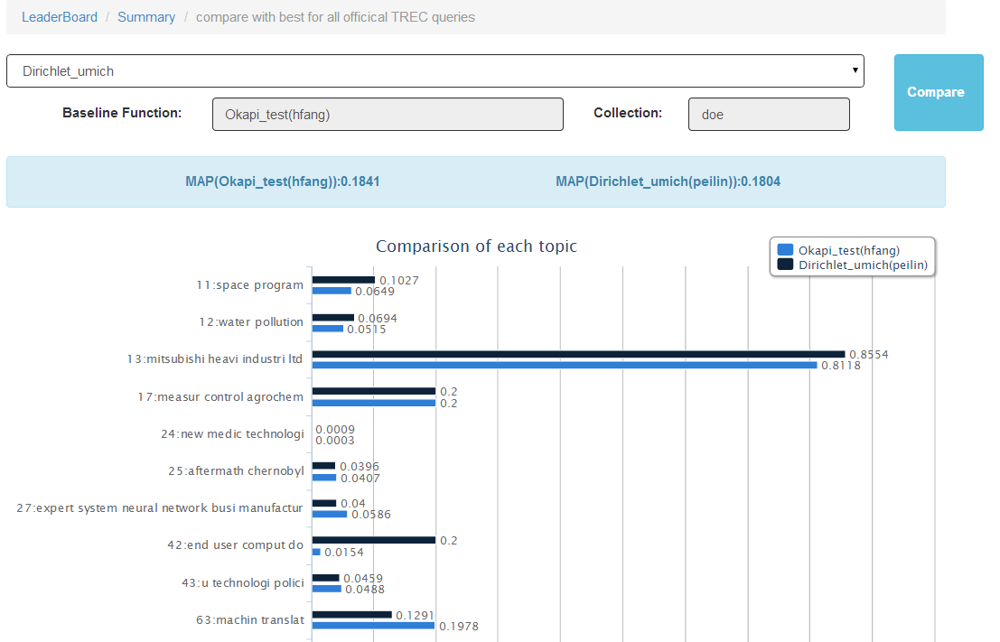 LeaderBoard / Summary / compare with best for all officical TREC queries
Dirichlet_umich
Compare
Baseline Function: Okapi_test(hfang) Collection: doe
MAP(Okapi_test(hfang)):0.1841 MAP(Dirichlet_umich(peilin)):0.1804
Comparison of each topic
Okapi_test(hfang)
Dirichlet_umich(peilin)
11:space program 0.1027
0.0649
12:water pollution 0.0694
0.0515
13:mitsubishi heavi industri ltd 0.8554
0.8118
17:measur control agrochem 0.2
0.2
24:new medic technologi 0.0009
0.0003
25:aftermath chernobyl 0.0396
0.0407
27:expert system neural network busi manufactur 0.04
0.0586
42:end user comput do 0.2
0.0154
43:u technologi polici 0.0459
0.0488
63:machin translat 0.1291
0.1978